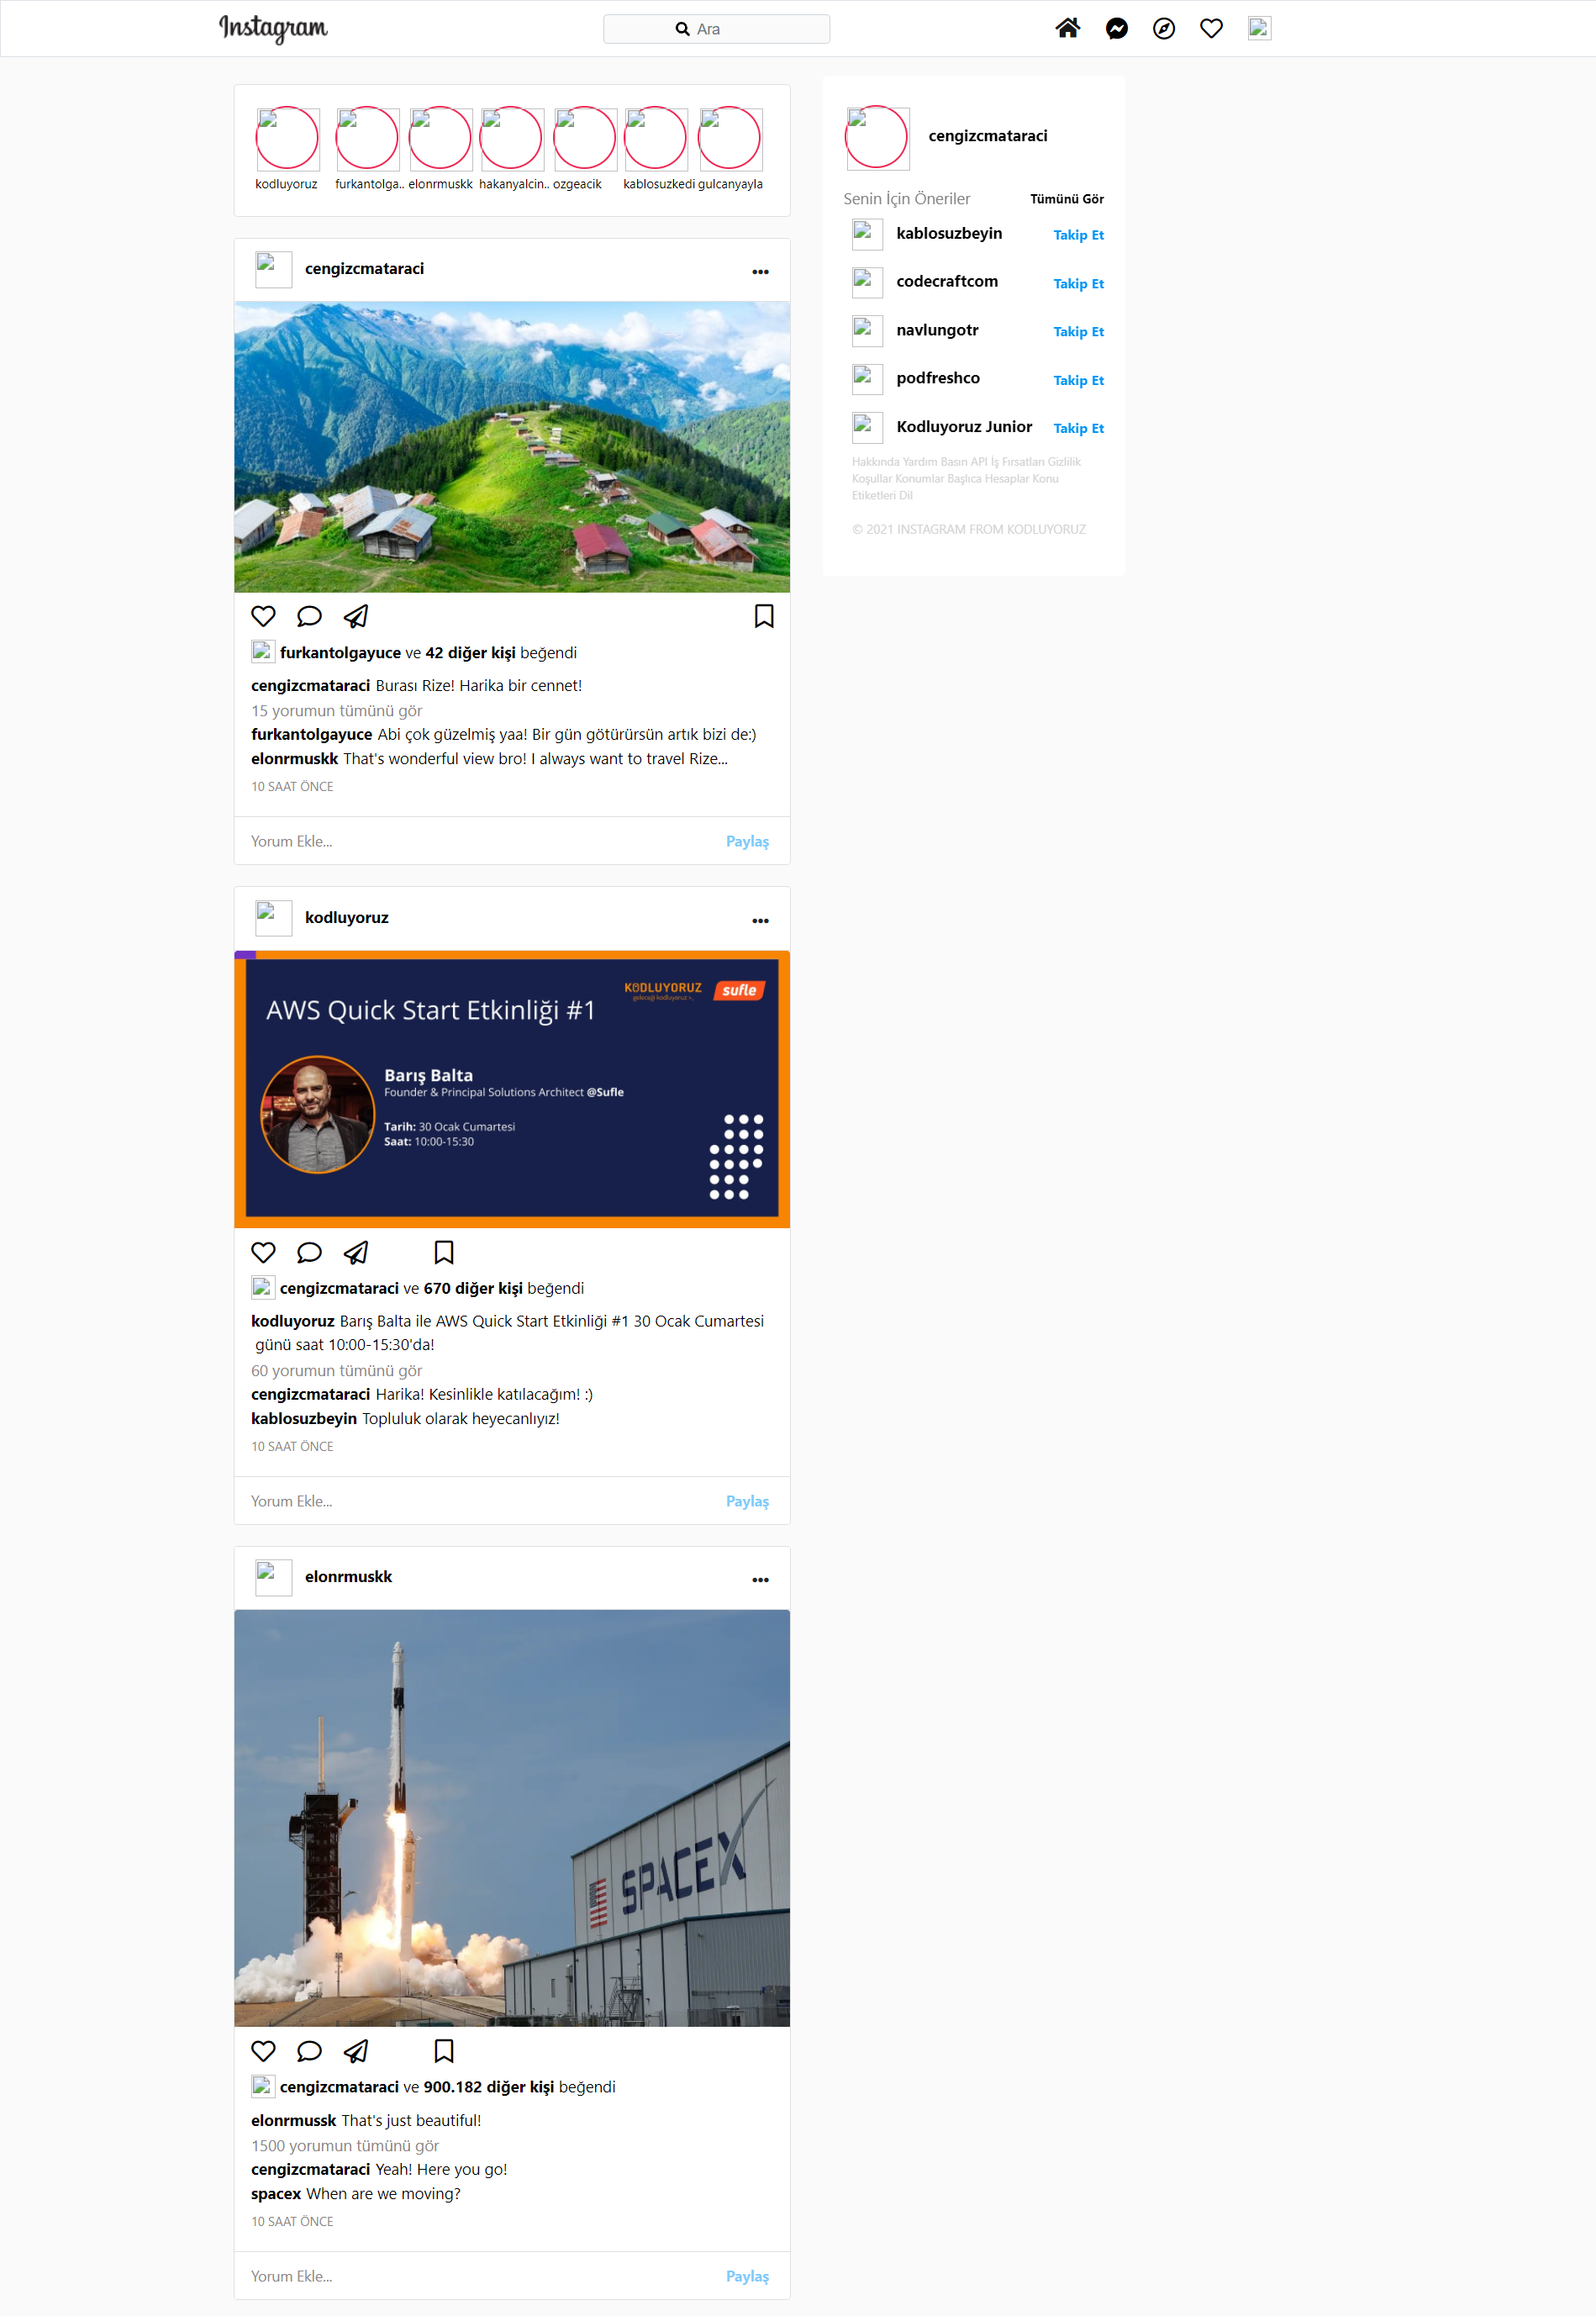 Instagram
Ara
kodluyoruz furkantolga.. elonrmuskk hakanyalcin.. ozgeacik kablosuzkedi gulcanyayla
cengizcmataraci
furkantolgayuce ve 42 diğer kişi beğendi
cengizcmataraci Burası Rize! Harika bir cennet!
15 yorumun tümünü gör
furkantolgayuce Abi çok güzelmiş yaa! Bir gün götürürsün artık bizi de:)
elonrmuskk That's wonderful view bro! I always want to travel Rize...
10 SAAT ÖNCE
Yorum Ekle... Paylaş
kodluyoruz
KODLUYORUZ
geleceği kodluyoruz
sufle
AWS Quick Start Etkinliği #1
Barış Balta
Founder & Principal Solutions Architect @Sufle
Tarih: 30 Ocak Cumartesi
Saat: 10:00-15:30
cengizcmataraci ve 670 diğer kişi beğendi
kodluyoruz Barış Balta ile AWS Quick Start Etkinliği #1 30 Ocak Cumartesi
günü saat 10:00-15:30'da!
60 yorumun tümünü gör
cengizcmataraci Harika! Kesinlikle katılacağım! :)
kablosuzbeyin Topluluk olarak heyecanlıyız!
10 SAAT ÖNCE
Yorum Ekle... Paylaş
elonrmuskk
SPACEX
cengizcmataraci ve 900.182 diğer kişi beğendi
elonrmussk That's just beautiful!
1500 yorumun tümünü gör
cengizcmataraci Yeah! Here you go!
spacex When are we moving?
10 SAAT ÖNCE
Yorum Ekle... Paylaş
cengizcmataraci
Senin İçin Öneriler Tümünü Gör
kablosuzbeyin Takip Et
codecraftcom Takip Et
navlungotr Takip Et
podfreshco Takip Et
Kodluyoruz Junior Takip Et
Hakkında Yardım Basın API İş Fırsatları Gizlilik
Koşullar Konumlar Başlıca Hesaplar Konu
Etiketleri Dil
© 2021 INSTAGRAM FROM KODLUYORUZ